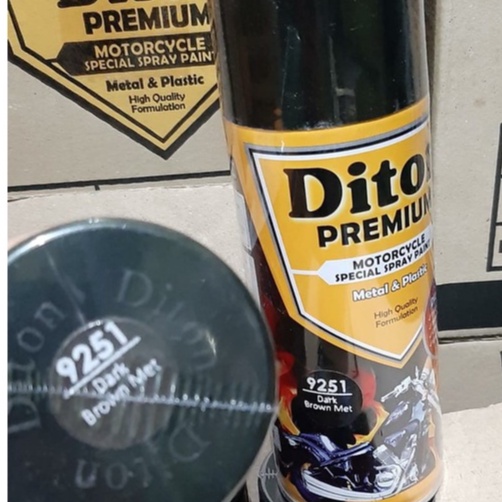 PREMIUM
MOTORCYCLE
SPECIAL SPRAY PAINT
Metal & Plastic
High Quality
Formulation
Diton
PREMIUM
MOTORCYCLE
SPECIAL SPRAY PAINT
Metal & Plastic
High Quality
Formulation
9251
Dark
Brown Met
9251
Dark
Brown Met
Diton